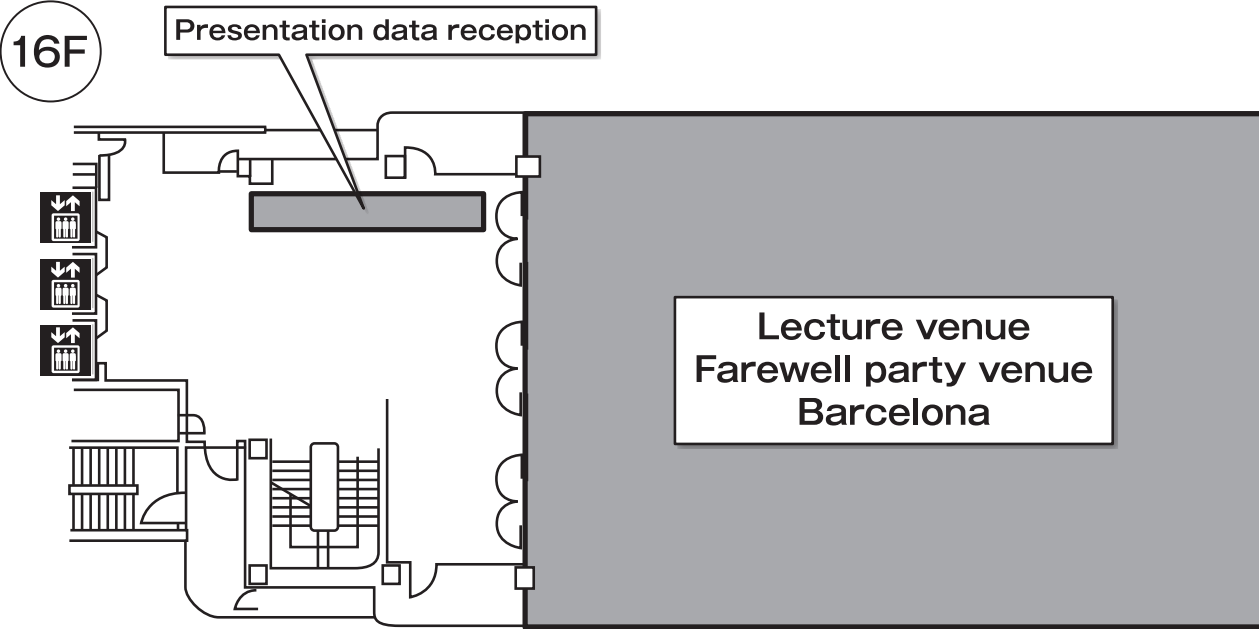 16F
Presentation data reception
Lecture venue
Farewell party venue
Barcelona